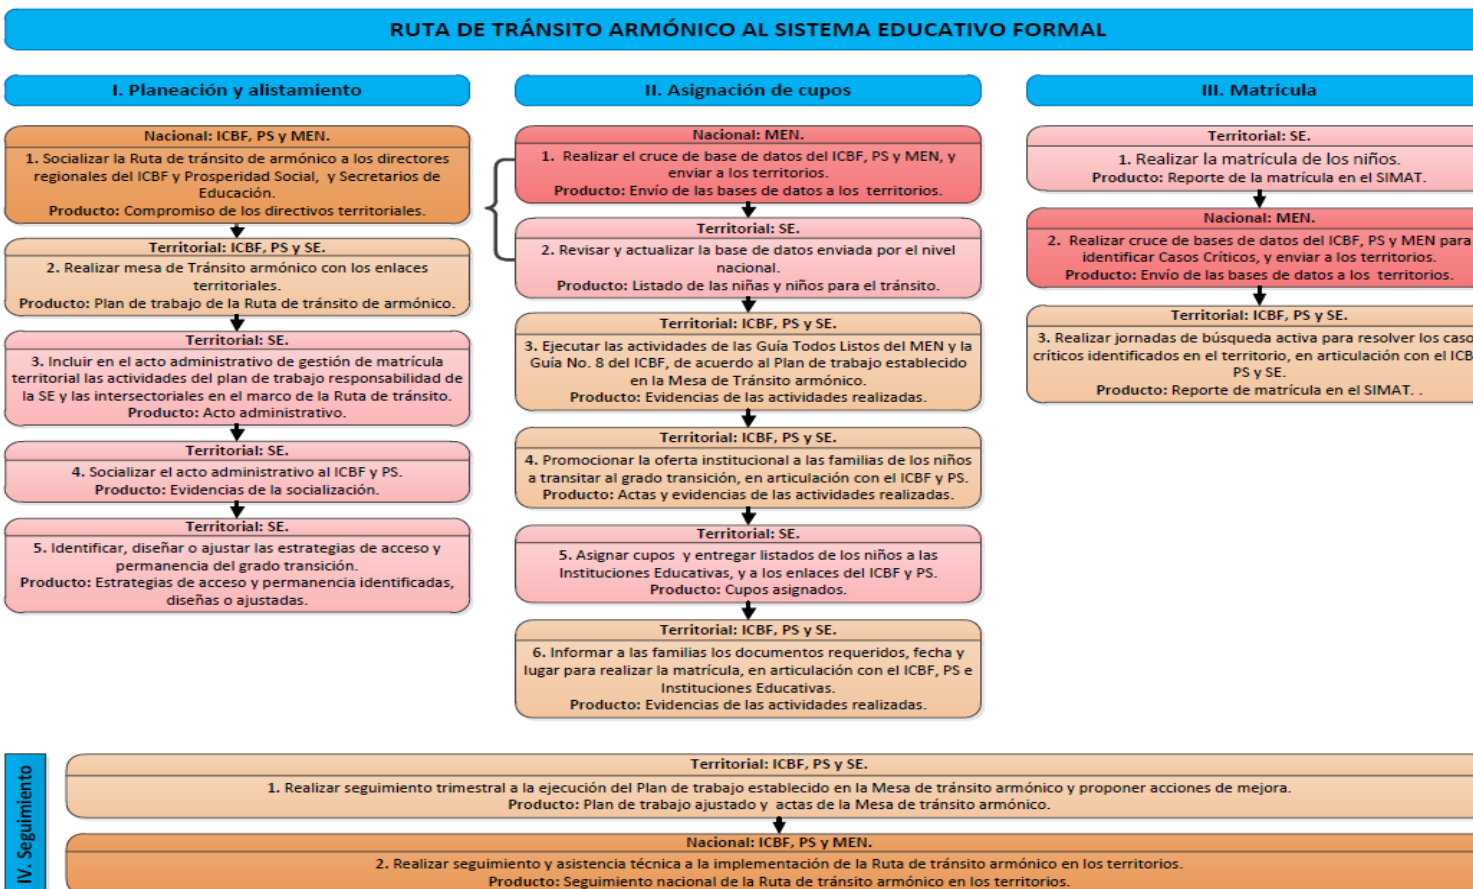 RUTA DE TRÁNSITO ARMÓNICO AL SISTEMA EDUCATIVO FORMAL
I. Planeación y alistamiento
Nacional: ICBF, PS y MEN.
1. Socializar la Ruta de tránsito de armónico a los directores
regionales del ICBF y Prosperidad Social, y Secretarios de
Educación.
Producto: Compromiso de los directivos territoriales.
Territorial: ICBF, PS y SE.
2. Realizar mesa de Tránsito armónico con los enlaces
territoriales.
Producto: Plan de trabajo de la Ruta de tránsito de armónico.
Territorial: SE.
3. Incluir en el acto administrativo de gestión de matrícula
territorial las actividades del plan de trabajo responsabilidad de
la SE y las intersectoriales en el marco de la Ruta de tránsito.
Producto: Acto administrativo.
Territorial: SE.
4. Socializar el acto administrativo al ICBF y PS.
Producto: Evidencias de la socialización.
Territorial: SE.
5. Identificar, diseñar o ajustar las estrategias de acceso y
permanencia del grado transición.
Producto: Estrategias de acceso y permanencia identificadas,
diseñas o ajustadas.
II. Asignación de cupos
Nacional: MEN.
1. Realizar el cruce de base de datos del ICBF, PS y MEN, y
enviar a los territorios.
Producto: Envío de las bases de datos a los territorios.
Territorial: SE.
2. Revisar y actualizar la base de datos enviada por el nivel
nacional.
Producto: Listado de las niñas y niños para el tránsito.
Territorial: ICBF, PS y SE.
3. Ejecutar las actividades de las Guía Todos Listos del MEN y la
Guía No. 8 del ICBF, de acuerdo al Plan de trabajo establecido
en la Mesa de Tránsito armónico.
Producto: Evidencias de las actividades realizadas.
Territorial: ICBF, PS y SE.
4. Promocionar la oferta institucional a las familias de los niños
a transitar al grado transición, en articulación con el ICBF y PS.
Producto: Actas y evidencias de las actividades realizadas.
Territorial: SE.
5. Asignar cupos y entregar listados de los niños a las
Instituciones Educativas, y a los enlaces del ICBF y PS.
Producto: Cupos asignados.
Territorial: ICBF, PS y SE.
6. Informar a las familias los documentos requeridos, fecha y
lugar para realizar la matrícula, en articulación con el ICBF, PS e
Instituciones Educativas.
Producto: Evidencias de las actividades realizadas.
III. Matrícula
Territorial: SE.
1. Realizar la matrícula de los niños.
Producto: Reporte de la matrícula en el SIMAT.
Nacional: MEN.
2. Realizar cruce de bases de datos del ICBF, PS y MEN para
identificar Casos Críticos, y enviar a los territorios.
Producto: Envío de las bases de datos a los territorios.
Territorial: ICBF, PS y SE.
3. Realizar jornadas de búsqueda activa para resolver los caso
críticos identificados en el territorio, en articulación con el ICB
PS y SE.
Producto: Reporte de matrícula en el SIMAT. .
IV. Seguimiento
Territorial: ICBF, PS y SE.
1. Realizar seguimiento trimestral a la ejecución del Plan de trabajo establecido en la Mesa de tránsito armónico y proponer acciones de mejora.
Producto: Plan de trabajo ajustado y actas de la Mesa de tránsito armónico.
Nacional: ICBF, PS y MEN.
2. Realizar seguimiento y asistencia técnica a la implementación de la Ruta de tránsito armónico en los territorios.
Producto: Seguimiento nacional de la Ruta de tránsito armónico en los territorios.